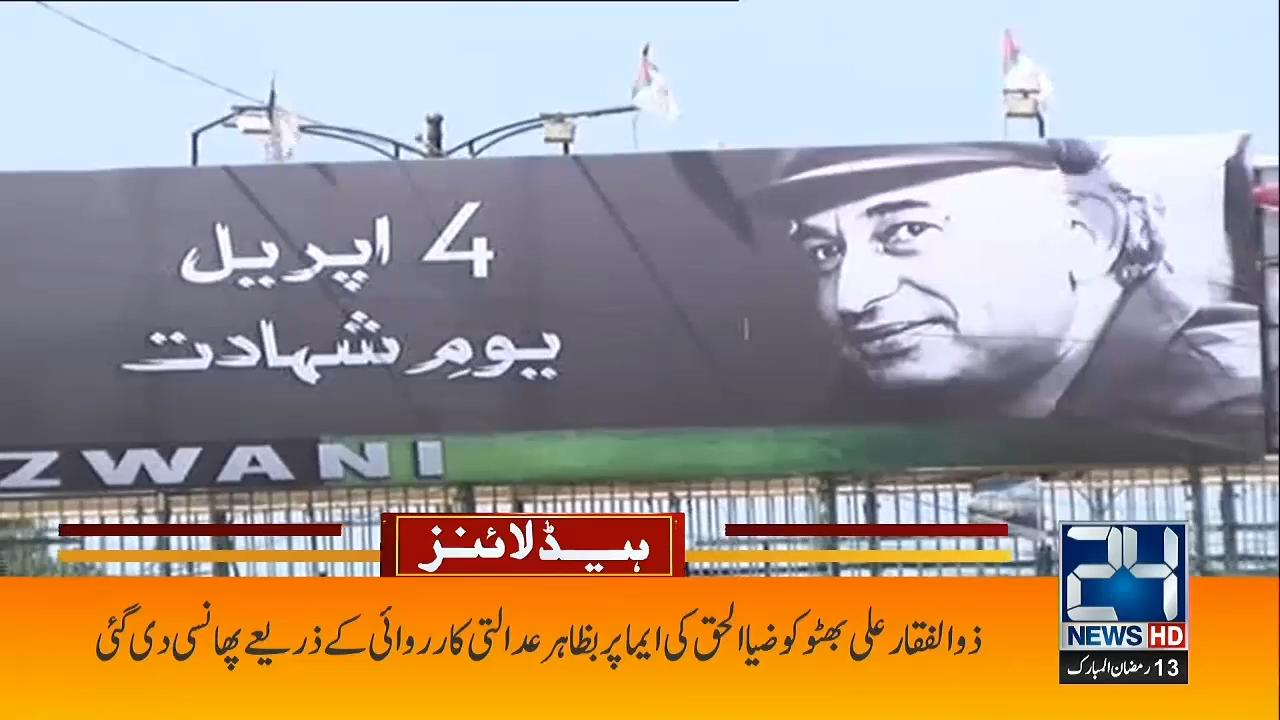 4 اپریل
یومِ شہادت
ZWANI
ہیڈلائنز
ذوالفقار علی بھٹو کو ضیاالحق کی ایما پر بظاہر عدالتی کارروائی کے ذریعے پھانسی دی گئی
24
NEWS HD
13 رمضان المبارک